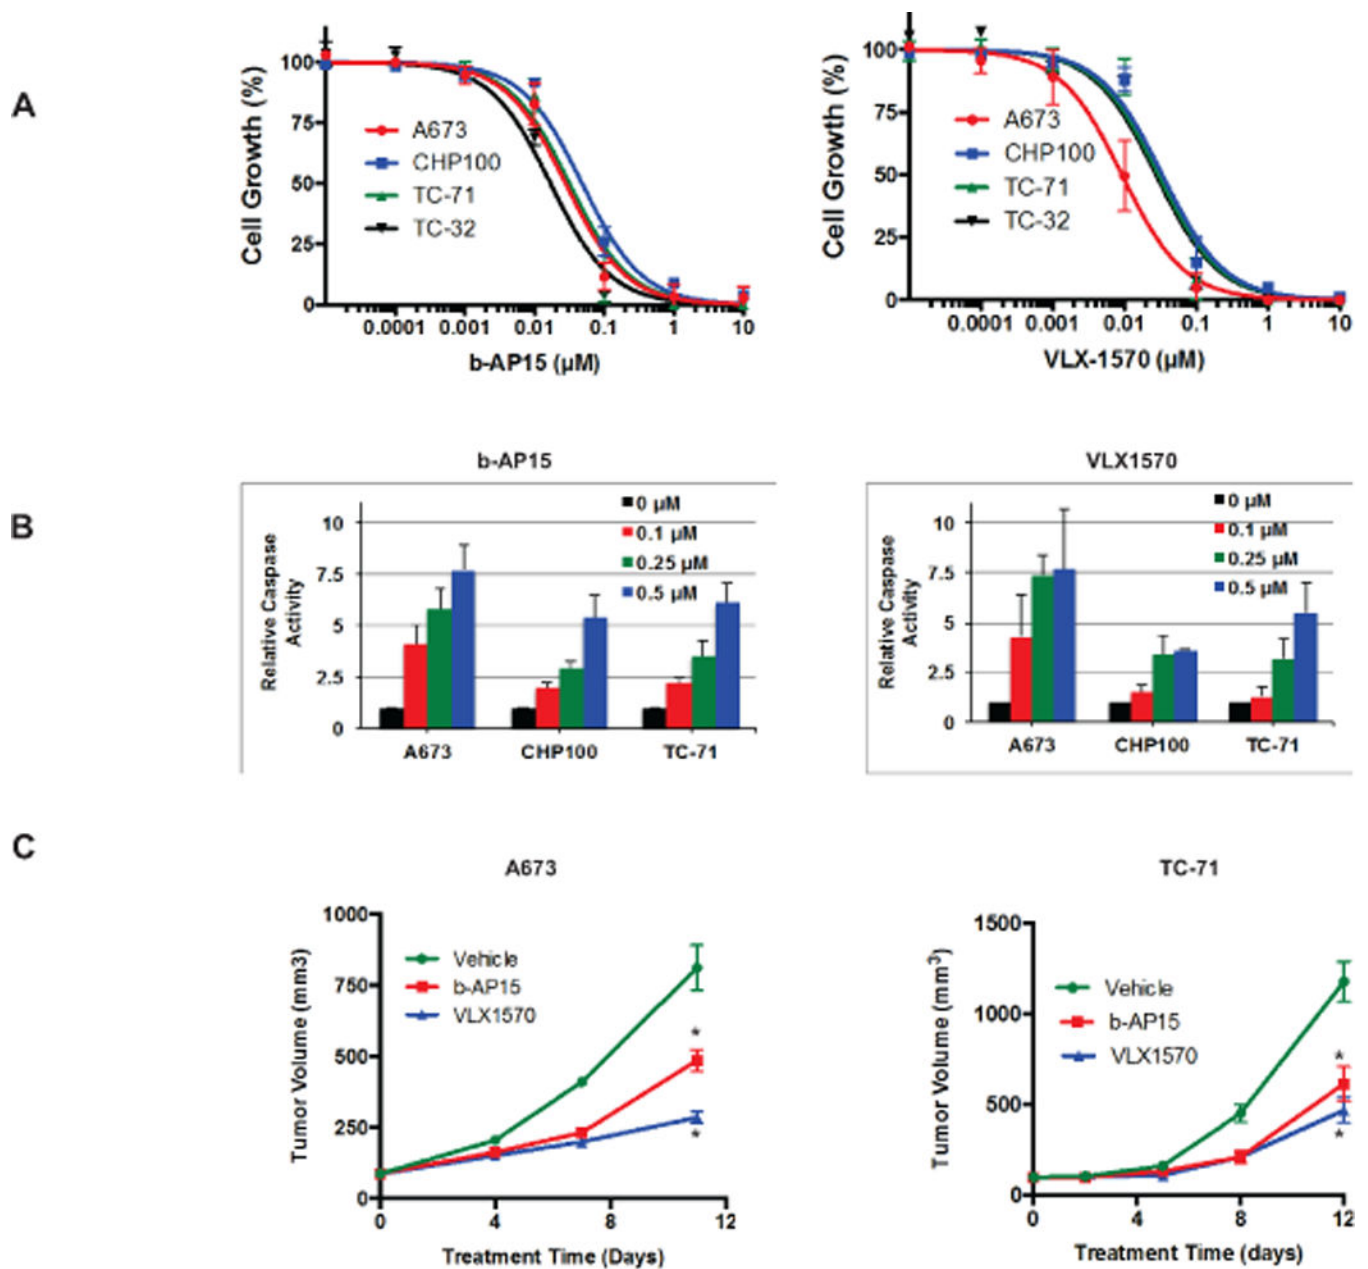 A
Cell Growth (%)
100
75
50
25
0
A673
CHP100
TC-71
TC-32
0.0001 0.001 0.01 0.1 1 10
b-AP15 (µM)
Cell Growth (%)
100
75
50
25
0
A673
CHP100
TC-71
TC-32
0.0001 0.001 0.01 0.1 1 10
VLX-1570 (µM)
B
b-AP15
Relative Caspase
Activity
10
7.5
5
2.5
0
0 µM
0.1 µM
0.25 µM
0.5 µM
A673 CHP100 TC-71
VLX1570
Relative Caspase
Activity
10
7.5
5
2.5
0
0 µM
0.1 µM
0.25 µM
0.5 µM
A673 CHP100 TC-71
C
A673
Tumor Volume (mm3)
1000
750
500
250
0
Vehicle
b-AP15
VLX1570
*
*
0 4 8 12
Treatment Time (Days)
TC-71
Tumor Volume (mm³)
1500
1000
500
0
Vehicle
b-AP15
VLX1570
*
*
0 4 8 12
Treatment Time (days)